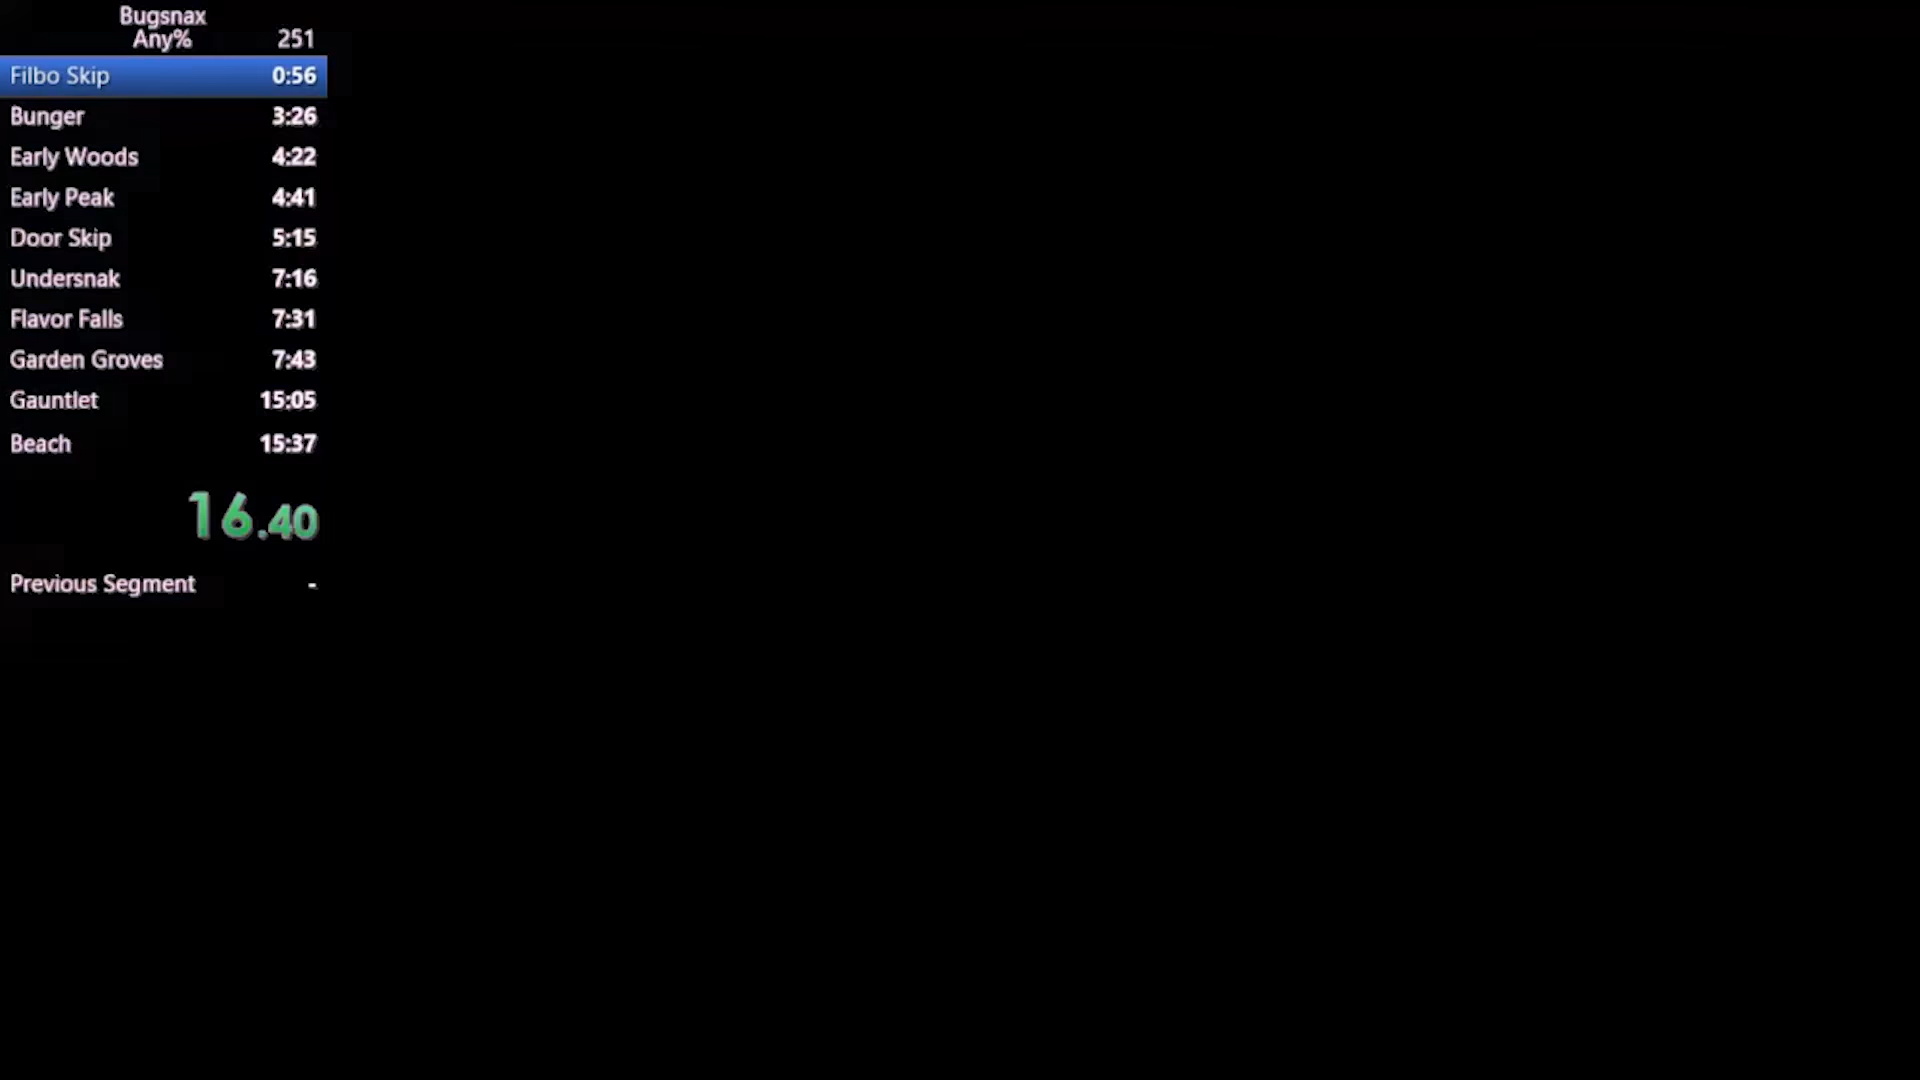 Bugsnax
Any% 251
Filbo Skip 0:56
Bunger 3:26
Early Woods 4:22
Early Peak 4:41
Door Skip 5:15
Undersnak 7:16
Flavor Falls 7:31
Garden Groves 7:43
Gauntlet 15:05
Beach 15:37
16.40
Previous Segment -